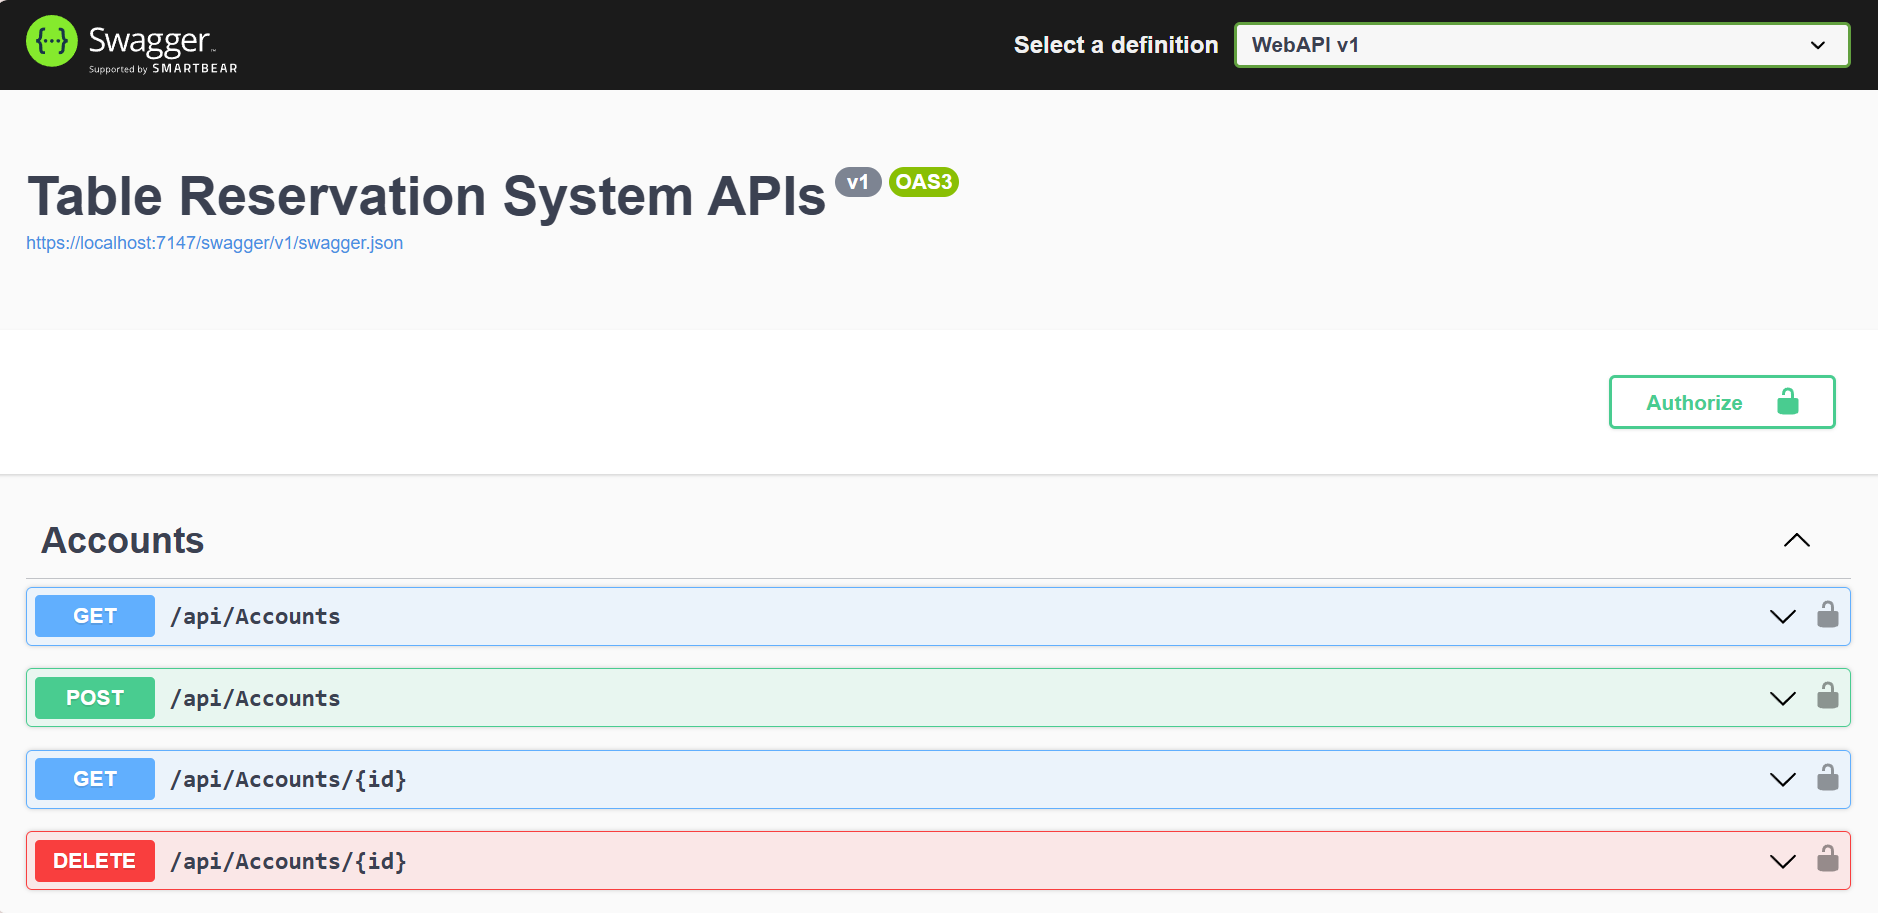 Swagger
Supported by SMARTBEAR
Select a definition
WebAPI v1
Table Reservation System APIs v1 OAS3
https://localhost:7147/swagger/v1/swagger.json
Authorize
Accounts
GET /api/Accounts
POST /api/Accounts
GET /api/Accounts/{id}
DELETE /api/Accounts/{id}